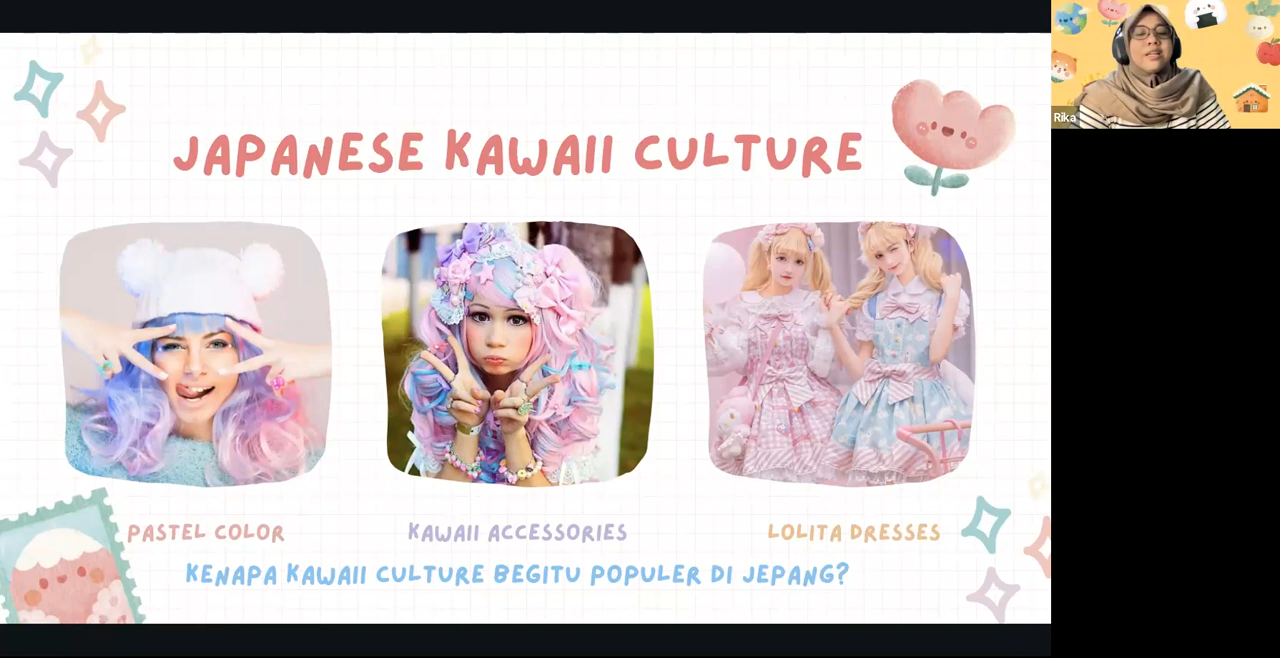 JAPANESE KAWAII CULTURE
PASTEL COLOR
KAWAII ACCESSORIES
LOLITA DRESSES
KENAPA KAWAII CULTURE BEGITU POPULER DI JEPANG?
Rika